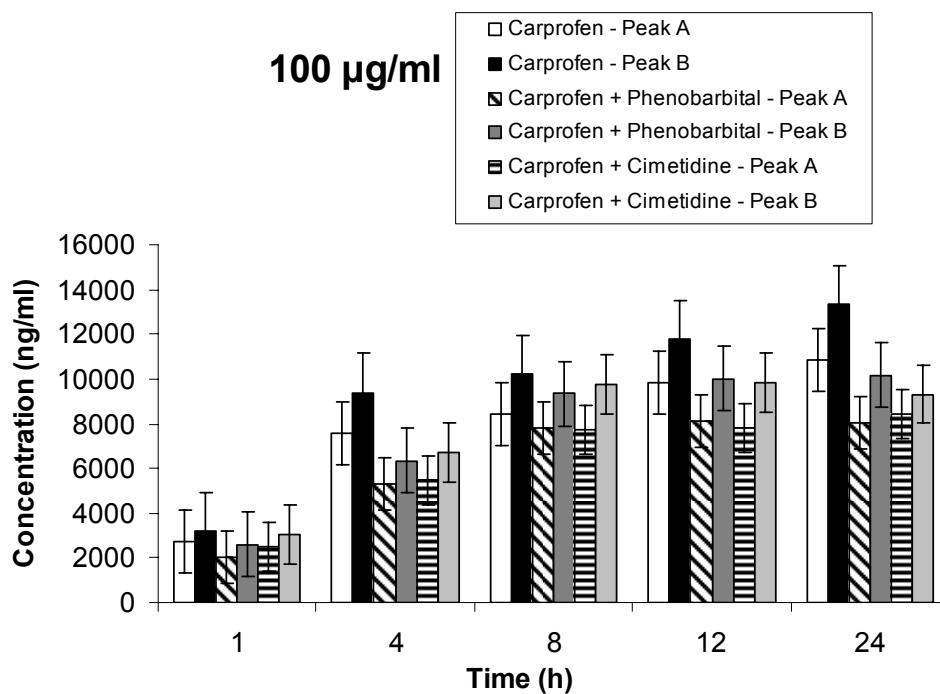 100 µg/ml
Carprofen - Peak A
Carprofen - Peak B
Carprofen + Phenobarbital - Peak A
Carprofen + Phenobarbital - Peak B
Carprofen + Cimetidine - Peak A
Carprofen + Cimetidine - Peak B
Concentration (ng/ml)
16000
14000
12000
10000
8000
6000
4000
2000
0
1 4 8 12 24
Time (h)